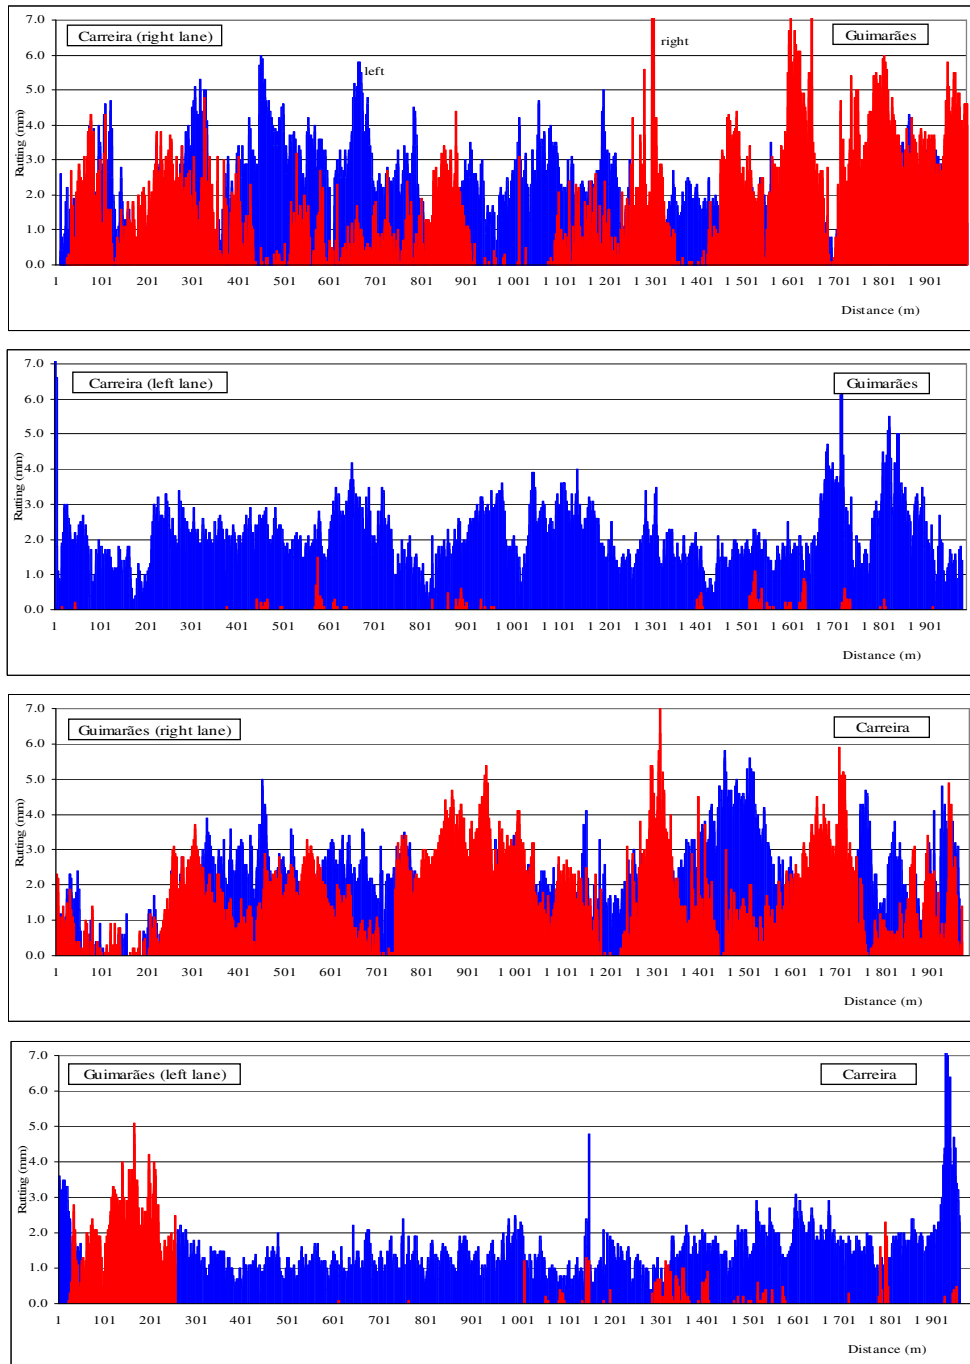 7.0
Carreira (right lane)
Guimarães
right
6.0
left
5.0
4.0
3.0
2.0
1.0
0.0
Rutting (mm)
1 101 201 301 401 501 601 701 801 901 1 001 1 101 1 201 1 301 1 401 1 501 1 601 1 701 1 801 1 901
Distance (m)
7.0
Carreira (left lane)
Guimarães
6.0
5.0
4.0
3.0
2.0
1.0
0.0
Rutting (mm)
1 101 201 301 401 501 601 701 801 901 1 001 1 101 1 201 1 301 1 401 1 501 1 601 1 701 1 801 1 901
Distance (m)
7.0
Guimarães (right lane)
Carreira
6.0
5.0
4.0
3.0
2.0
1.0
0.0
Rutting (mm)
1 101 201 301 401 501 601 701 801 901 1 001 1 101 1 201 1 301 1 401 1 501 1 601 1 701 1 801 1 901
Distance (m)
7.0
Guimarães (left lane)
Carreira
6.0
5.0
4.0
3.0
2.0
1.0
0.0
Rutting (mm)
1 101 201 301 401 501 601 701 801 901 1 001 1 101 1 201 1 301 1 401 1 501 1 601 1 701 1 801 1 901
Distance (m)